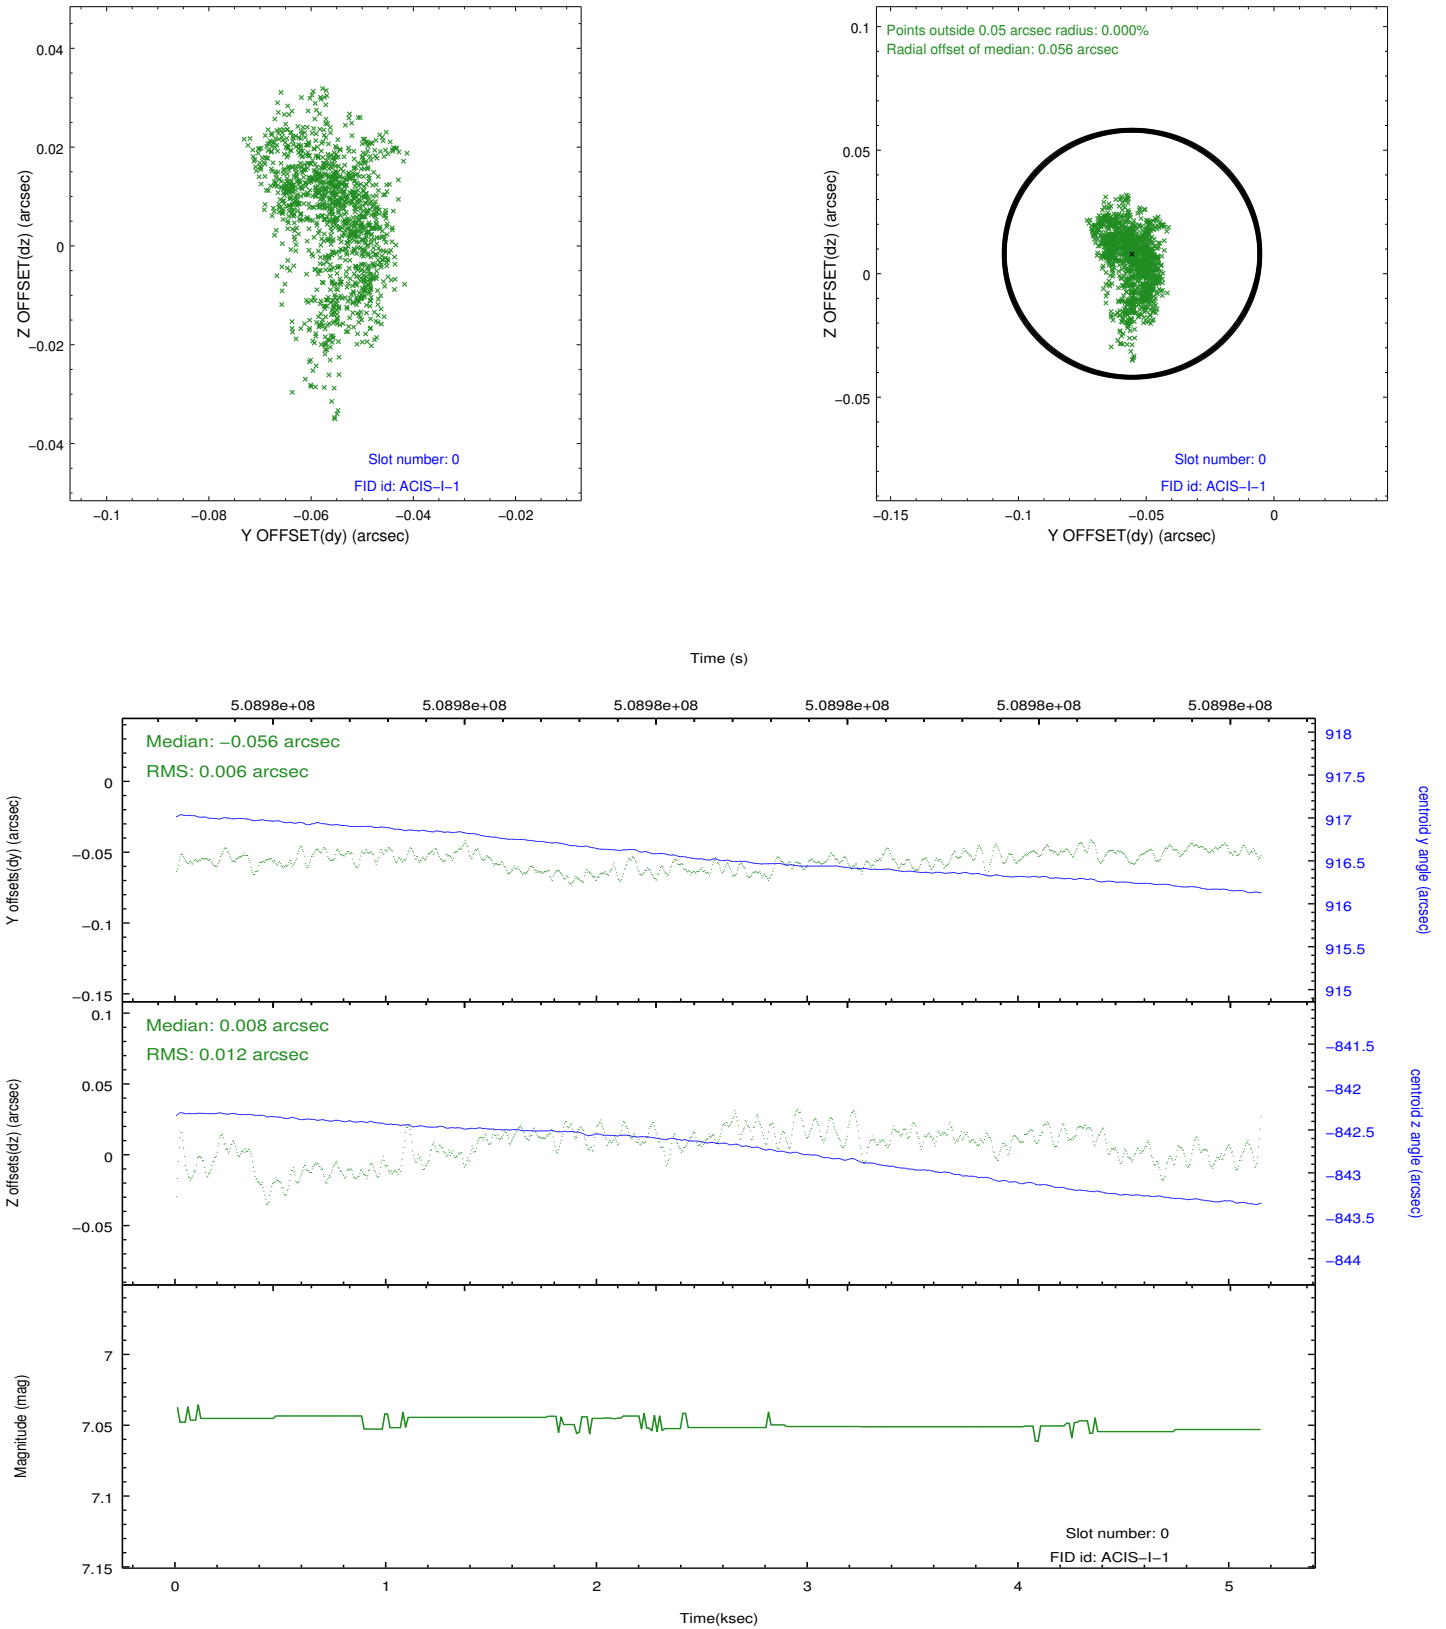 0.04
0.02
0
−0.02
−0.04
Z OFFSET(dz) (arcsec)
Slot number: 0
FID id: ACIS−I−1
−0.1
−0.08
−0.06
−0.04
−0.02
Y OFFSET(dy) (arcsec)
Points outside 0.05 arcsec radius: 0.000%
Radial offset of median: 0.056 arcsec
0.1
0.05
0
−0.05
Z OFFSET(dz) (arcsec)
Slot number: 0
FID id: ACIS−I−1
−0.15
−0.1
−0.05
0
Y OFFSET(dy) (arcsec)
Time (s)
5.0898e+08
5.0898e+08
5.0898e+08
5.0898e+08
5.0898e+08
5.0898e+08
Median: −0.056 arcsec
RMS: 0.006 arcsec
0
−0.05
−0.1
−0.15
Y offsets(dy) (arcsec)
918
917.5
917
916.5
916
915.5
915
centroid y angle (arcsec)
Median: 0.008 arcsec
RMS: 0.012 arcsec
0.1
0.05
0
−0.05
Z offsets(dz) (arcsec)
−841.5
−842
−842.5
−843
−843.5
−844
centroid z angle (arcsec)
7
7.05
7.1
7.15
Magnitude (mag)
Slot number: 0
FID id: ACIS−I−1
0
1
2
3
4
5
Time(ksec)